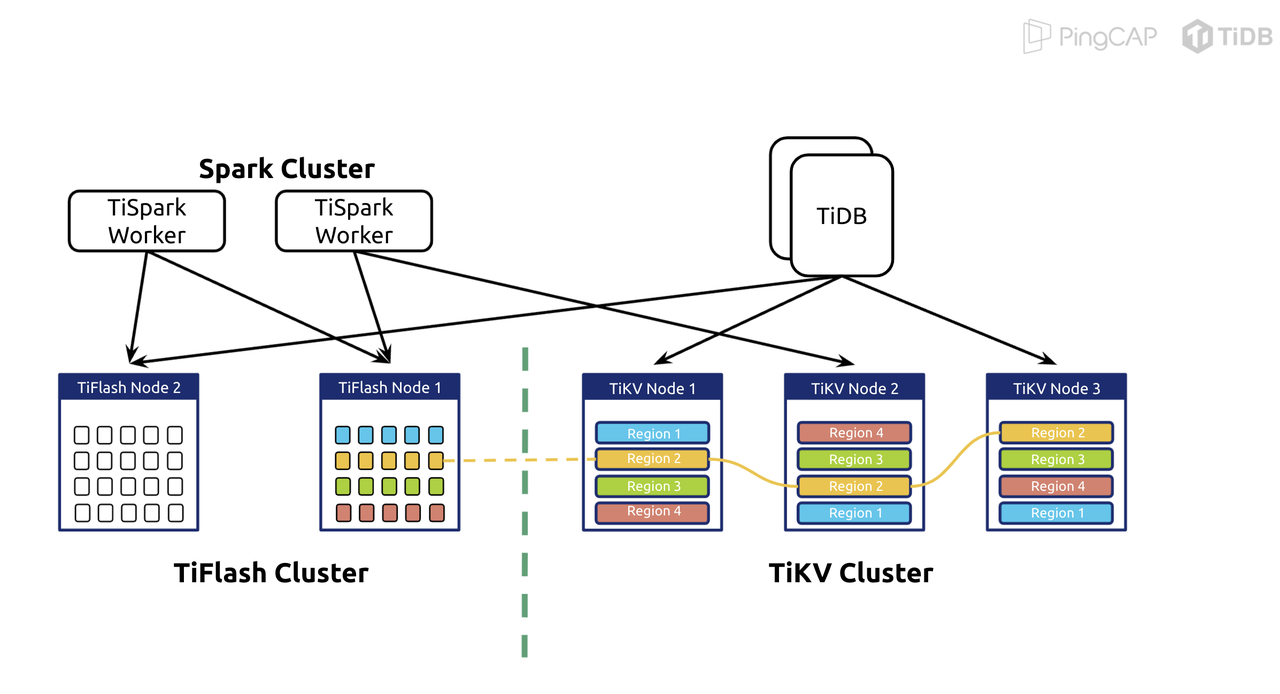 PingCAP TiDB
Spark Cluster
TiSpark
Worker
TiSpark
Worker
TiDB
TiFlash Node 2
TiFlash Node 1
TiKV Node 1
Region 1
Region 2
Region 3
Region 4
TiKV Node 2
Region 4
Region 3
Region 2
Region 1
TiKV Node 3
Region 2
Region 3
Region 4
Region 1
TiFlash Cluster
TiKV Cluster